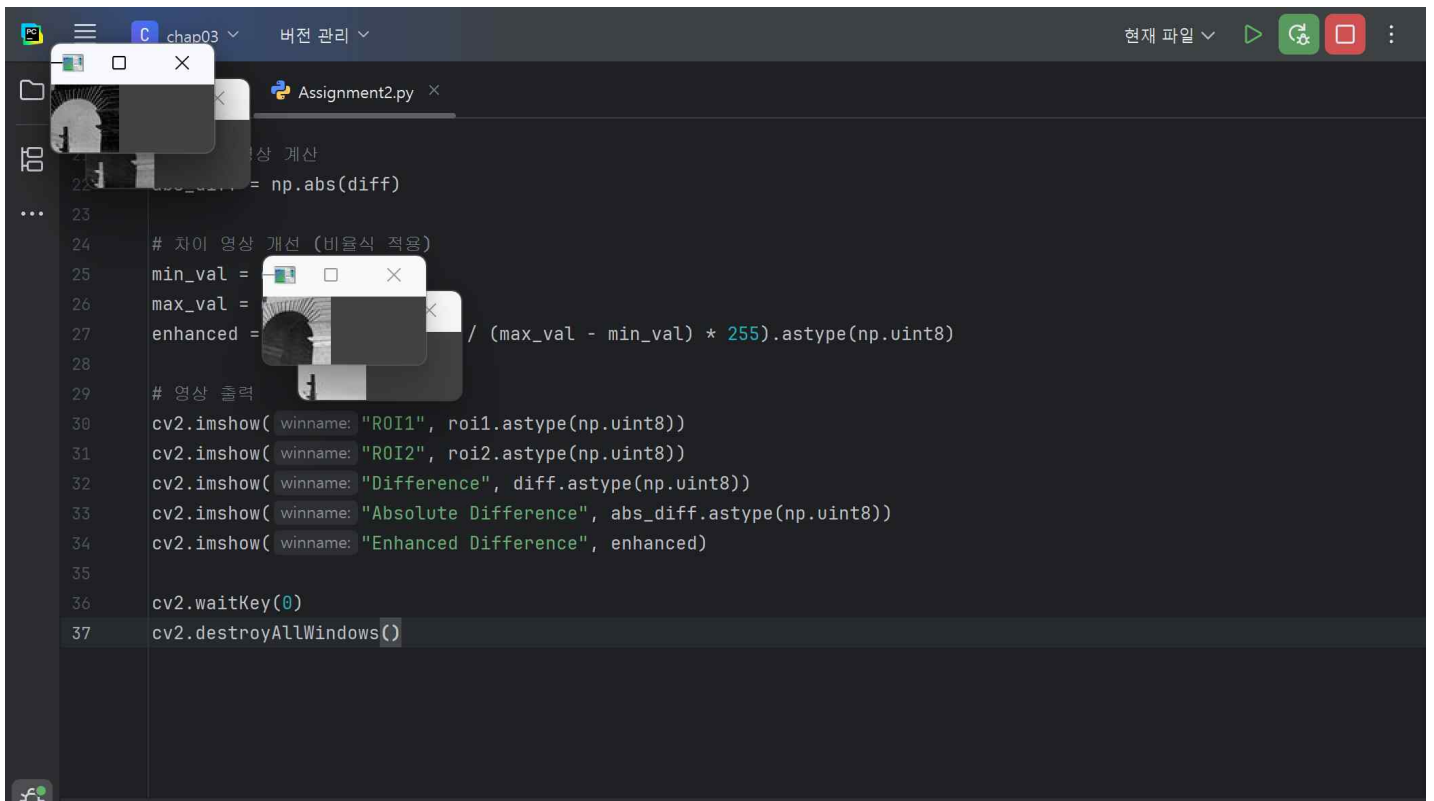 PC C chap03 버전 관리 현재 파일
Assignment2.py
상 계산
22 = np.abs(diff)
23
24 # 차이 영상 개선 (비율식 적용)
25 min_val =
26 max_val =
27 enhanced = / (max_val - min_val) * 255).astype(np.uint8)
28
29 # 영상 출력
30 cv2.imshow( winname: "ROI1", roi1.astype(np.uint8))
31 cv2.imshow( winname: "ROI2", roi2.astype(np.uint8))
32 cv2.imshow( winname: "Difference", diff.astype(np.uint8))
33 cv2.imshow( winname: "Absolute Difference", abs_diff.astype(np.uint8))
34 cv2.imshow( winname: "Enhanced Difference", enhanced)
35
36 cv2.waitKey(0)
37 cv2.destroyAllWindows()